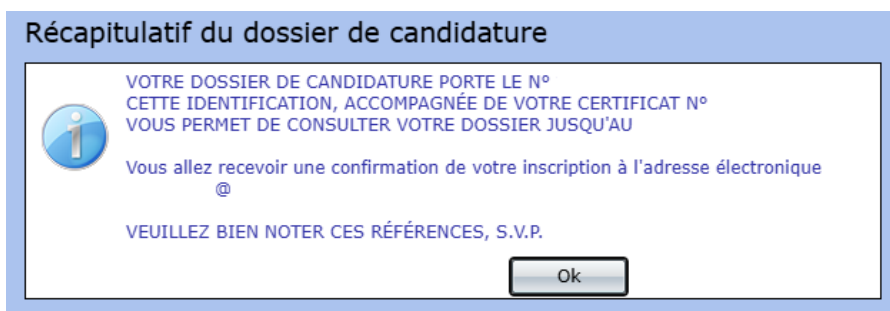 Récapitulatif du dossier de candidature
VOTRE DOSSIER DE CANDIDATURE PORTE LE Nº
CETTE IDENTIFICATION, ACCOMPAGNÉE DE VOTRE CERTIFICAT Nº
VOUS PERMET DE CONSULTER VOTRE DOSSIER JUSQU'AU
Vous allez recevoir une confirmation de votre inscription à l'adresse électronique
@
VEUILLEZ BIEN NOTER CES RÉFÉRENCES, S.V.P.
Ok